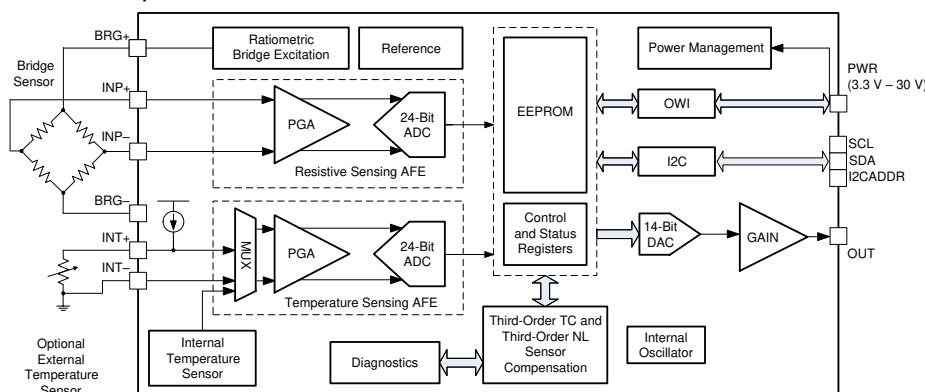 BRG+
Bridge
Sensor
INP+
INP–
BRG–
INT+
INT–
Optional
External
Temperature
Sensor
Ratiometric
Bridge Excitation
Reference
PGA
24-Bit
ADC
Resistive Sensing AFE
MUX
PGA
24-Bit
ADC
Temperature Sensing AFE
Internal
Temperature
Sensor
Diagnostics
EEPROM
Control
and Status
Registers
Third-Order TC and
Third-Order NL
Sensor
Compensation
Power Management
OWI
I2C
14-Bit
DAC
GAIN
Internal
Oscillator
PWR
(3.3 V – 30 V)
SCL
SDA
I2CADDR
OUT